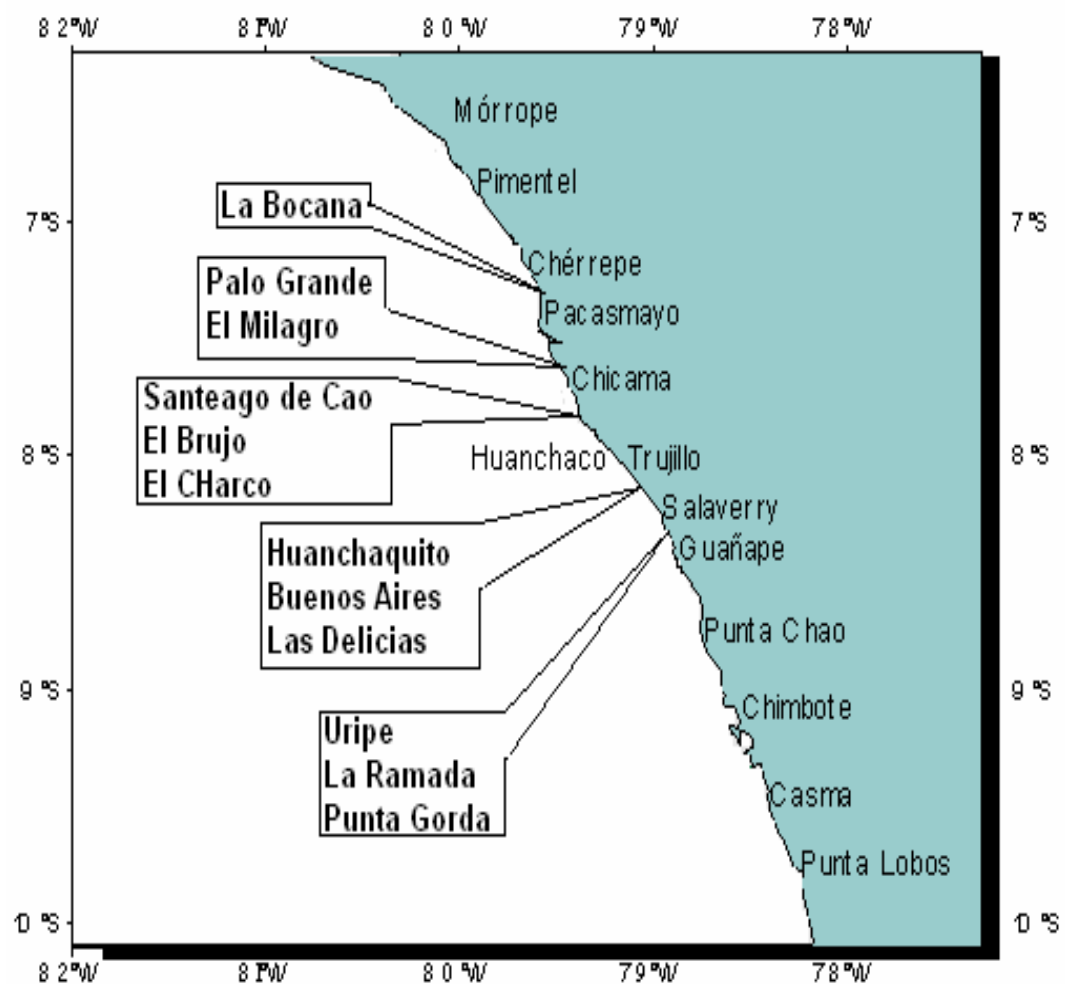 82°W 81°W 80°W 79°W 78°W
Mórrope
Pimentel
La Bocana
7°S 7°S
Chérrepe
Palo Grande
El Milagro
Pacasmayo
Chicama
Santeago de Cao
El Brujo
El CHarco
8°S 8°S
Huanchaco Trujillo
Salaverry
Guañape
Huanchaquito
Buenos Aires
Las Delicias
Punta Chao
9°S 9°S
Chimbote
Uripe
La Ramada
Punta Gorda
Casma
Punta Lobos
10°S 10°S
82°W 81°W 80°W 79°W 78°W